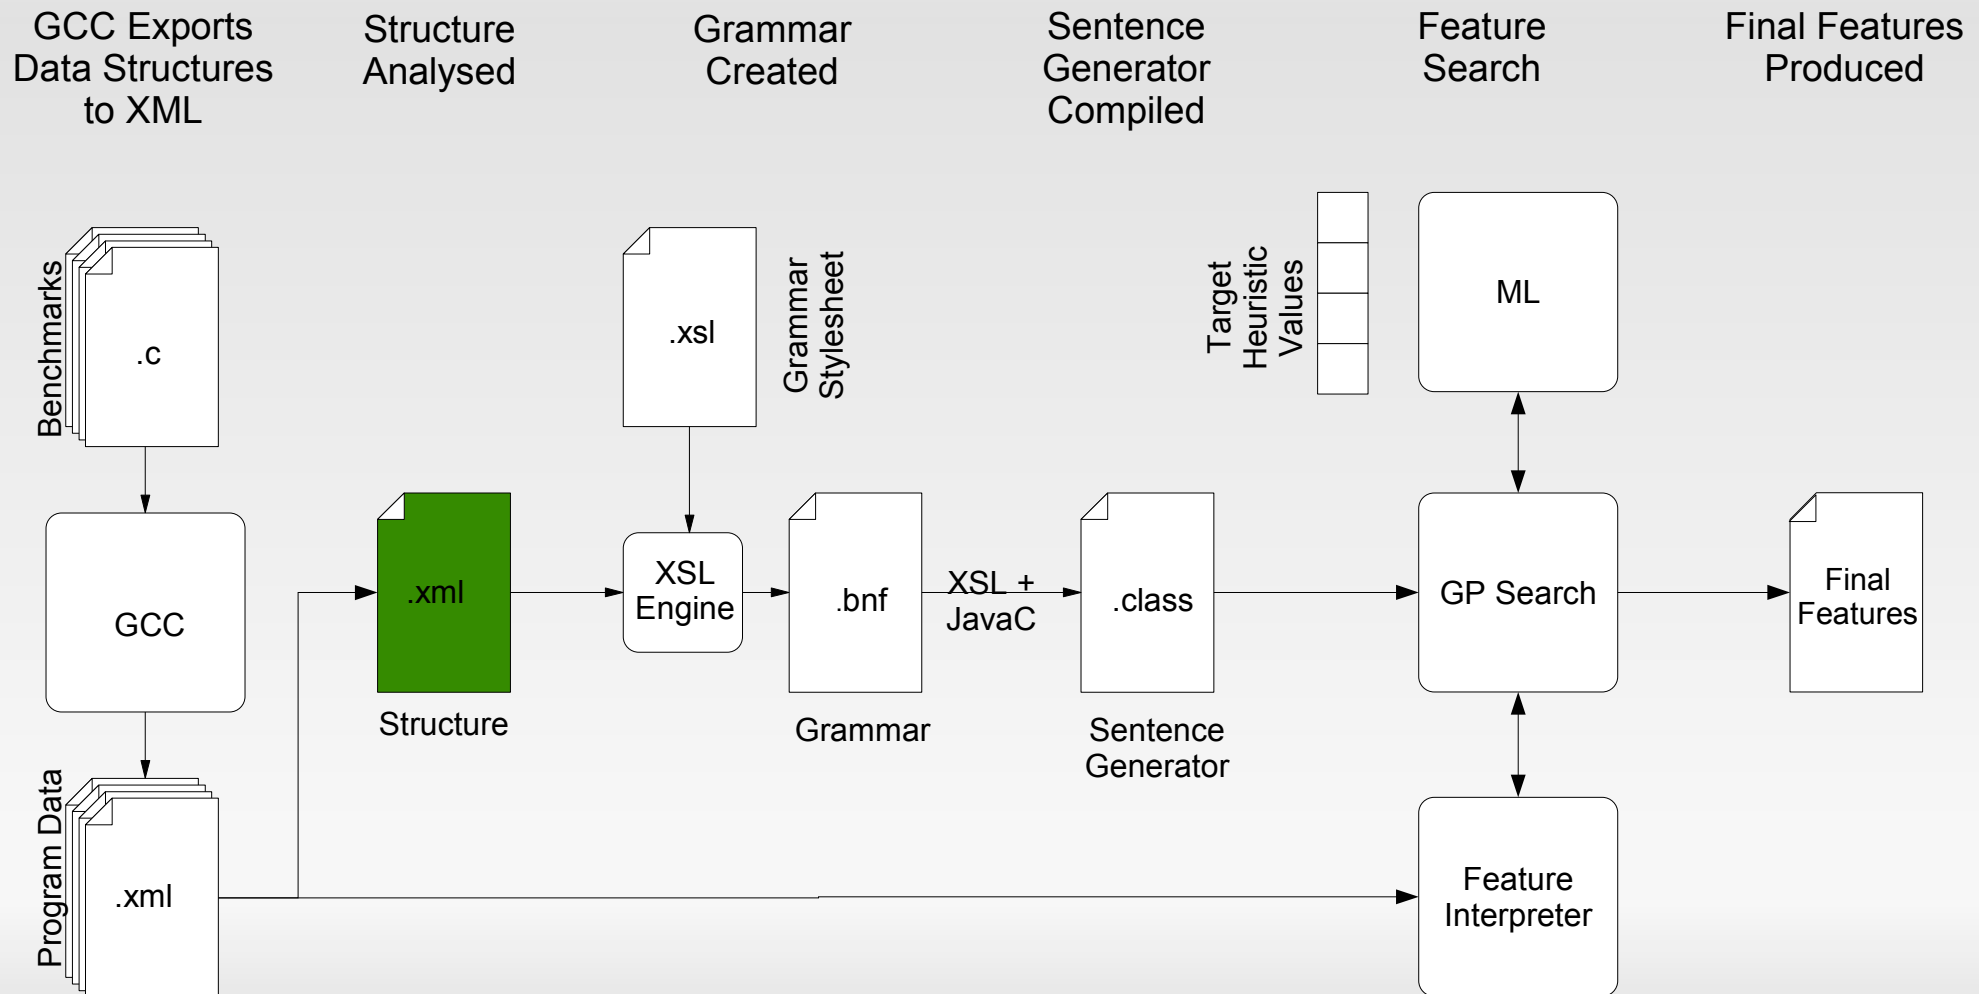 GCC Exports
Data Structures
to XML
Structure
Analysed
Grammar
Created
Sentence
Generator
Compiled
Feature
Search
Final Features
Produced
Benchmarks
.c
GCC
Program Data
.xml
.xml
Structure
.xsl
Grammar
Stylesheet
XSL
Engine
.bnf
Grammar
XSL +
JavaC
.class
Sentence
Generator
Target
Heuristic
Values
ML
GP Search
Feature
Interpreter
Final
Features